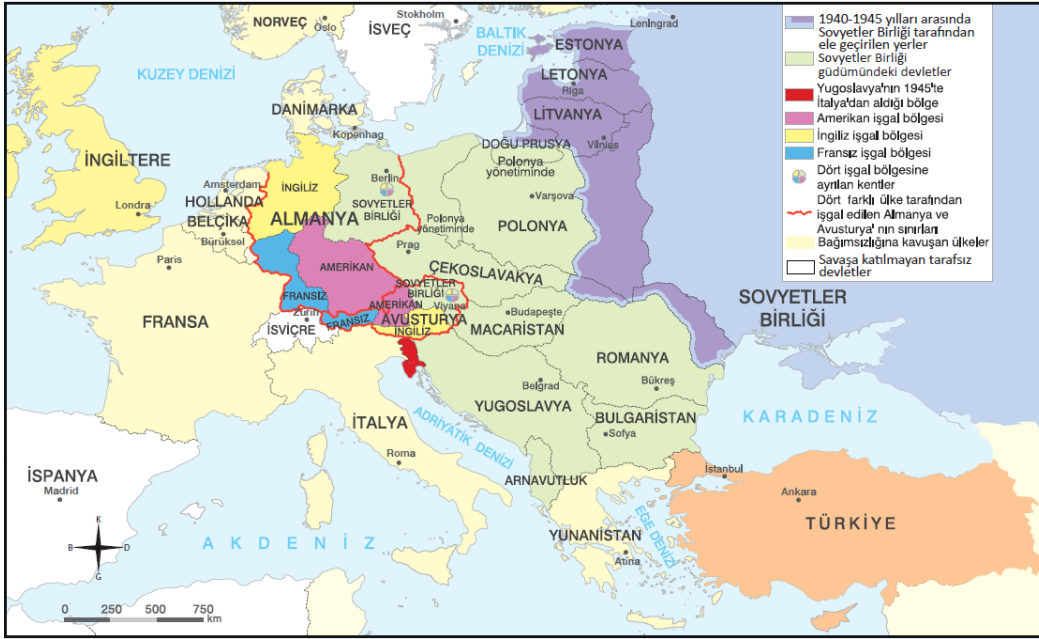 NORVEÇ
Oslo
İSVEÇ
Stokholm
BALTIK
DENİZİ
Leningrad
ESTONYA
KUZEY DENİZİ
LETONYA
Riga
DANİMARKA
Kopenhag
LİTVANYA
Vilnius
DOĞU PRUSYA
Polonya
yönetiminde
İNGİLTERE
Londra
Amsterdam
HOLLANDA
BELÇİKA
Bürüksel
İNGİLİZ
ALMANYA
Berlin
SOVYETLER
BİRLİĞİ
Polonya
yönetiminde
Varşova
POLONYA
Prag
Paris
AMERİKAN
ÇEKOSLAVAKYA
FRANSIZ
SOVYETLER
BİRLİĞİ
AMERİKAN
Viyana
AVUSTURYA
İNGİLİZ
FRANSIZ
Zürih
İSVİÇRE
FRANSA
Budapeşte
MACARİSTAN
SOVYETLER
BİRLİĞİ
ROMANYA
Bükreş
Belgrad
YUGOSLAVYA
BULGARİSTAN
Sofya
KARADENİZ
İTALYA
Roma
ADRİYATİK DENİZİ
ARNAVUTLUK
İSPANYA
Madrid
AKDENİZ
YUNANİSTAN
Atina
EGE DENİZİ
İstanbul
Ankara
TÜRKİYE
K
B
D
G
0 250 500 750
km
1940-1945 yılları arasında
Sovyetler Birliği tarafından
ele geçirilen yerler
Sovyetler Birliği
güdümündeki devletler
Yugoslavya'nın 1945'te
İtalya'dan aldığı bölge
Amerikan işgal bölgesi
İngiliz işgal bölgesi
Fransız işgal bölgesi
Dört işgal bölgesine
ayrılan kentler
Dört farklı ülke tarafından
işgal edilen Almanya ve
Avusturya' nın sınırları
Bağımsızlığına kavuşan ülkeler
Savaşa katılmayan tarafsız
devletler